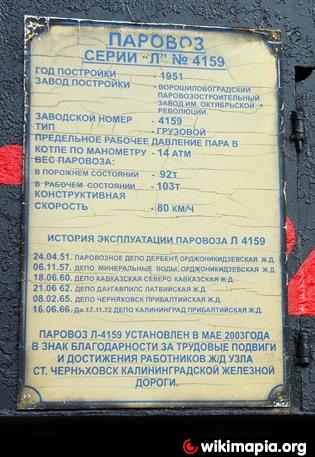 ПАРОВОЗ
СЕРИИ "Л" № 4159
ГОД ПОСТРОЙКИ - 1951
ЗАВОД ПОСТРОЙКИ - ВОРОШИЛОВОГРАДСКИЙ
ПАРОВОЗОСТРОИТЕЛЬНЫЙ
ЗАВОД ИМ. ОКТЯБРЬСКОЙ
РЕВОЛЮЦИИ.
ЗАВОДСКОЙ НОМЕР - 4159
ТИП - ГРУЗОВОЙ
ПРЕДЕЛЬНОЕ РАБОЧЕЕ ДАВЛЕНИЕ ПАРА В
КОТЛЕ ПО МАНОМЕТРУ - 14 АТМ
ВЕС ПАРОВОЗА:
В ПОРОЖНЕМ СОСТОЯНИИ - 92Т
В РАБОЧЕМ СОСТОЯНИИ - 103Т
КОНСТРУКТИВНАЯ
СКОРОСТЬ - 80 КМ/Ч
ИСТОРИЯ ЭКСПЛУАТАЦИИ ПАРОВОЗА Л 4159
24.04.51. ПАРОВОЗНОЕ ДЕПО ДЕРБЕНТ ОРДЖОНИКИДЗЕВСКАЯ Ж.Д.
06.11.57. ДЕПО МИНЕРАЛЬНЫЕ ВОДЫ ОРДЖОНИКИДЗЕВСКАЯ Ж.Д.
18.06.60. ДЕПО КАВКАЗСКАЯ СЕВЕРО КАВКАЗСКАЯ Ж.Д.
21.06 62. ДЕПО ДАУГАВПИЛС ЛАТВИЙСКАЯ Ж.Д.
08.02.65. ДЕПО ЧЕРНЯХОВСК ПРИБАЛТИЙСКАЯ Ж.Д.
16.06.66. ДО 17.11.72 ДЕПО КАЛИНИНГРАД ПРИБАЛТИЙСКАЯ Ж.Д.
ПАРОВОЗ Л-4159 УСТАНОВЛЕН В МАЕ 2003ГОДА
В ЗНАК БЛАГОДАРНОСТИ ЗА ТРУДОВЫЕ ПОДВИГИ
И ДОСТИЖЕНИЯ РАБОТНИКОВ Ж/Д УЗЛА
СТ. ЧЕРНЯХОВСК КАЛИНИНГРАДСКОЙ ЖЕЛЕЗНОЙ
ДОРОГИ.
wikimapia.org